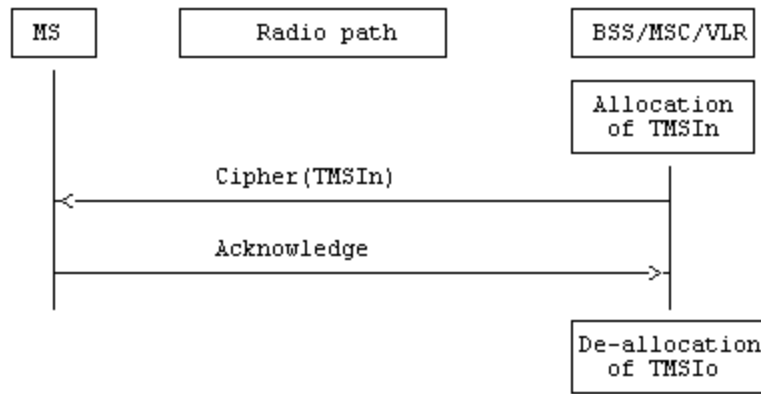 MS
Radio path
BSS/MSC/VLR
Allocation
of TMSIn
Cipher(TMSIn)
Acknowledge
De-allocation
of TMSIo